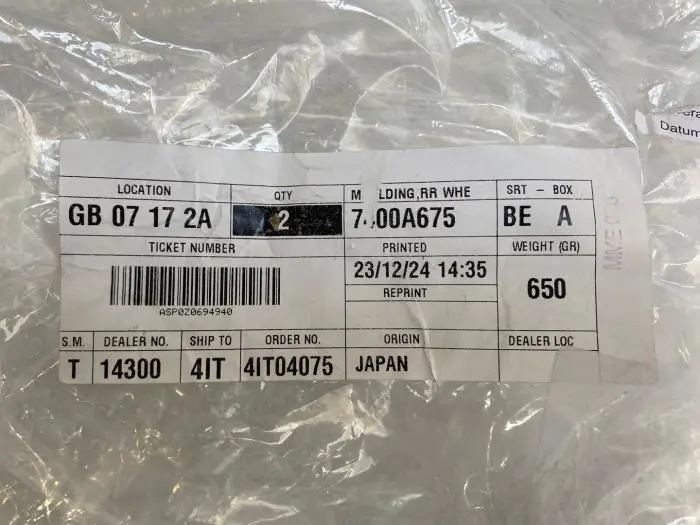 LOCATION QTY LDING,RR WHE SRT - BOX
GB 07 17 2A 2 00A675 BE A
TICKET NUMBER PRINTED WEIGHT (GR)
23/12/24 14:35
650
REPRINT
ASP0Z0694940
S.M. DEALER NO. SHIP TO ORDER NO. ORIGIN DEALER LOC
T 14300 4IT 4IT04075 JAPAN
Datum